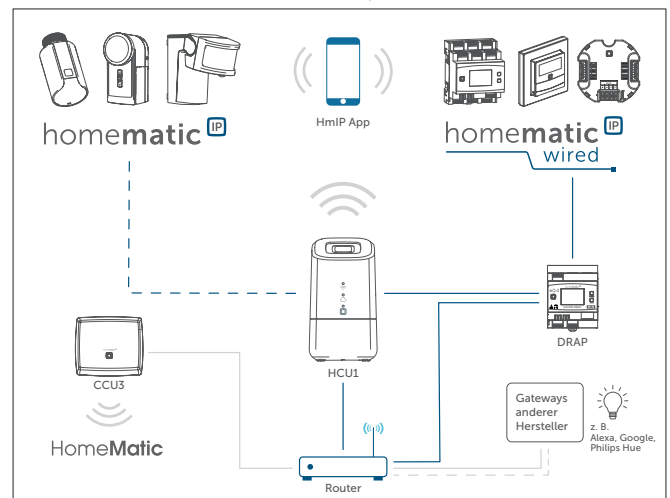 HmIP App
homematic IP
homematic IP
wired
HCU1
DRAP
CCU3
HomeMatic
Gateways
anderer
Hersteller
z. B.
Alexa, Google,
Philips Hue
Router